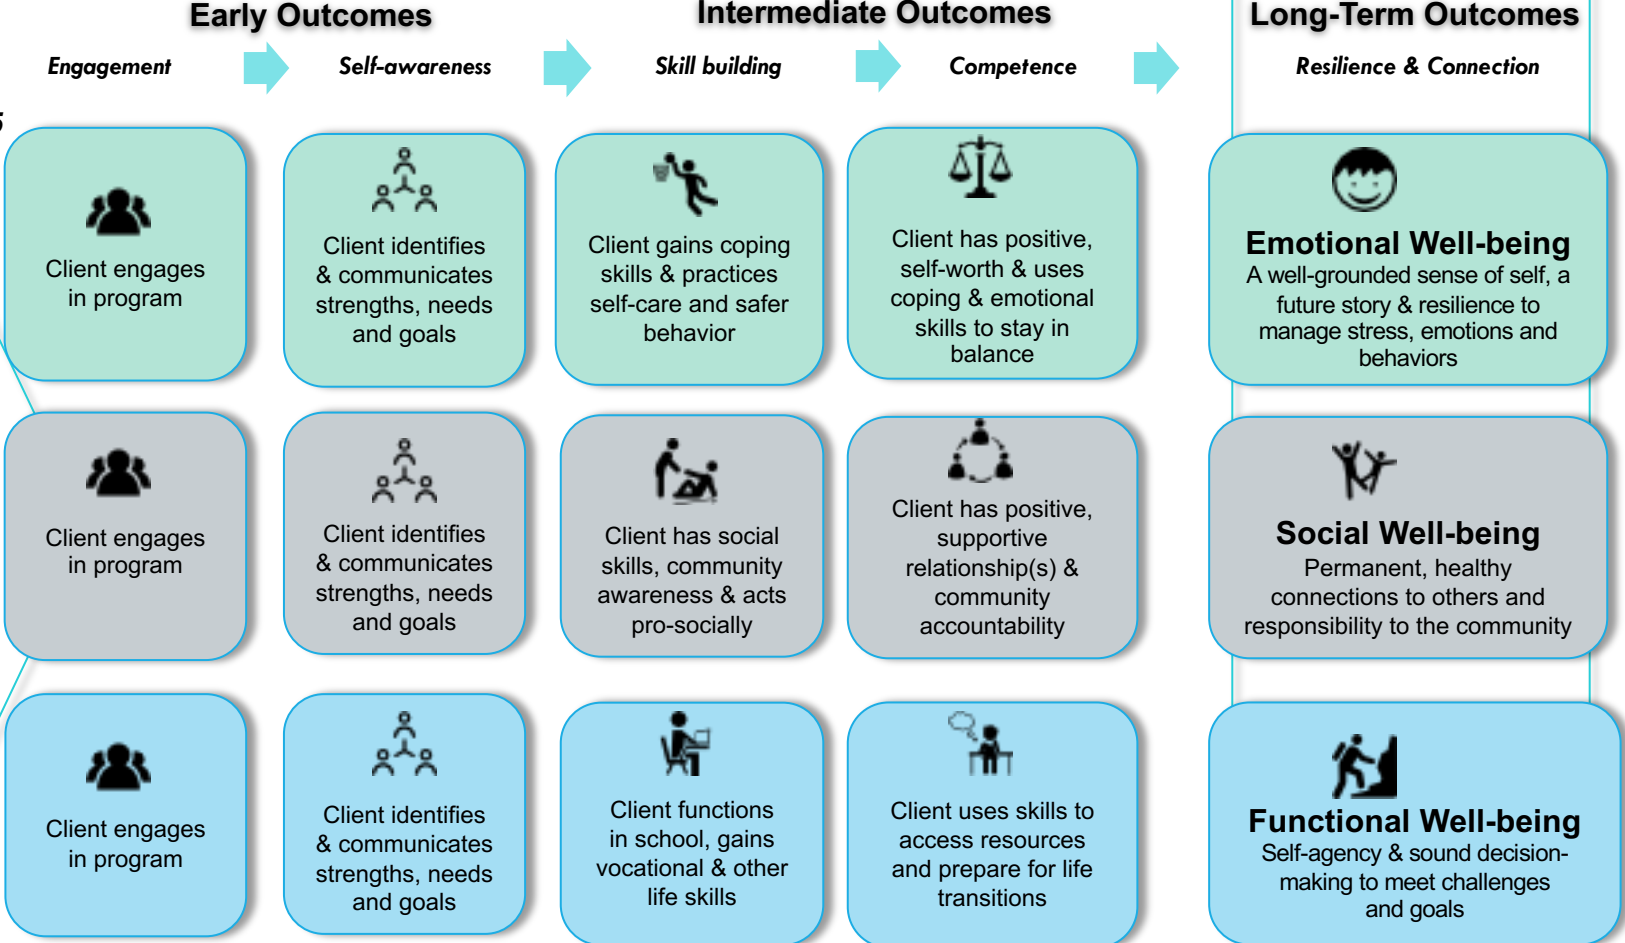 Early Outcomes
Intermediate Outcomes
Long-Term Outcomes
Engagement
Self-awareness
Skill building
Competence
Resilience & Connection
Client engages
in program
Client identifies
& communicates
strengths, needs
and goals
Client gains coping
skills & practices
self-care and safer
behavior
Client has positive,
self-worth & uses
coping & emotional
skills to stay in
balance
Emotional Well-being
A well-grounded sense of self, a
future story & resilience to
manage stress, emotions and
behaviors
Client engages
in program
Client identifies
& communicates
strengths, needs
and goals
Client has social
skills, community
awareness & acts
pro-socially
Client has positive,
supportive
relationship(s) &
community
accountability
Social Well-being
Permanent, healthy
connections to others and
responsibility to the community
Client engages
in program
Client identifies
& communicates
strengths, needs
and goals
Client functions
in school, gains
vocational & other
life skills
Client uses skills to
access resources
and prepare for life
transitions
Functional Well-being
Self-agency & sound decision-
making to meet challenges
and goals